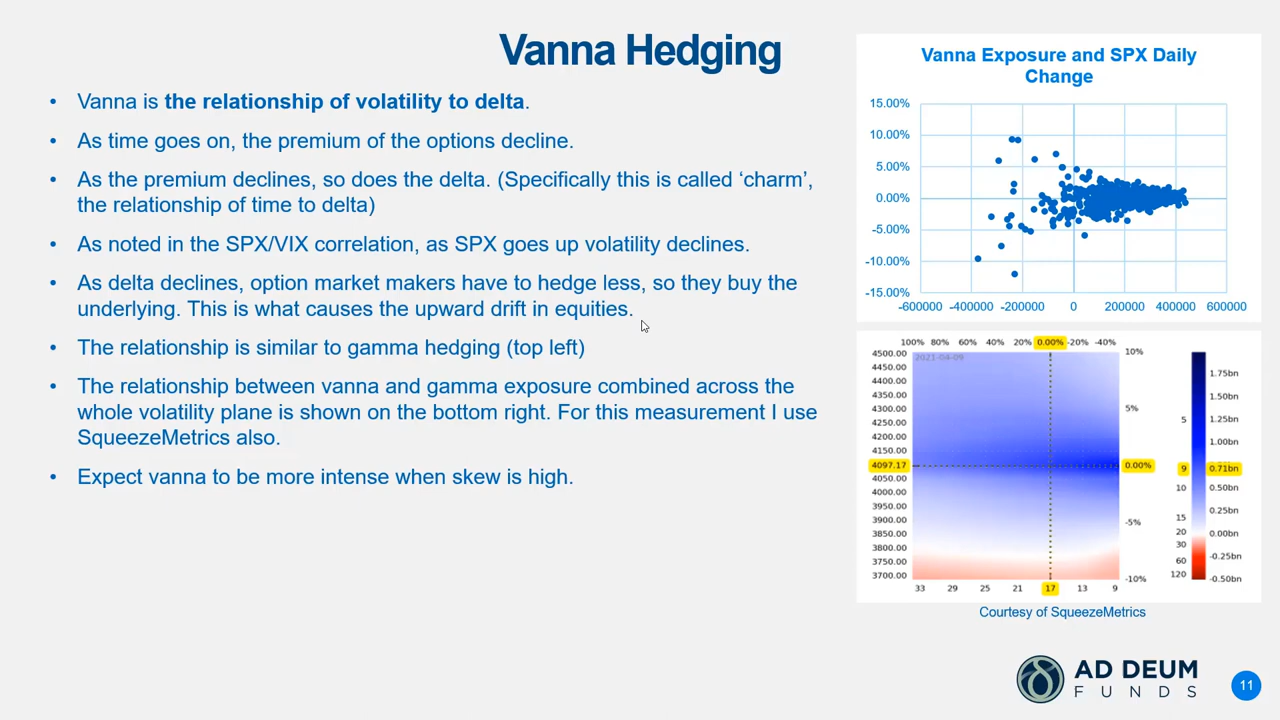 Vanna Hedging
• Vanna is the relationship of volatility to delta.
• As time goes on, the premium of the options decline.
• As the premium declines, so does the delta. (Specifically this is called ‘charm’,
the relationship of time to delta)
• As noted in the SPX/VIX correlation, as SPX goes up volatility declines.
• As delta declines, option market makers have to hedge less, so they buy the
underlying. This is what causes the upward drift in equities.
• The relationship is similar to gamma hedging (top left)
• The relationship between vanna and gamma exposure combined across the
whole volatility plane is shown on the bottom right. For this measurement I use
SqueezeMetrics also.
• Expect vanna to be more intense when skew is high.
Vanna Exposure and SPX Daily
Change
15.00%
10.00%
5.00%
0.00%
-5.00%
-10.00%
-15.00%
-600000 -400000 -200000 0 200000 400000 600000
100% 80% 60% 40% 20% 0.00% -20% -40%
2021-04-09
4500.00
4450.00
4400.00
4350.00
4300.00
4250.00
4200.00
4150.00
4097.17
4050.00
4000.00
3950.00
3900.00
3850.00
3800.00
3750.00
3700.00
33 29 25 21 17 13 9
10%
5%
0.00%
-5%
-10%
5
9
10
15
20
30
60
120
1.75bn
1.50bn
1.25bn
1.00bn
0.71bn
0.50bn
0.25bn
0.00bn
-0.25bn
-0.50bn
Courtesy of SqueezeMetrics
AD DEUM
FUNDS
11